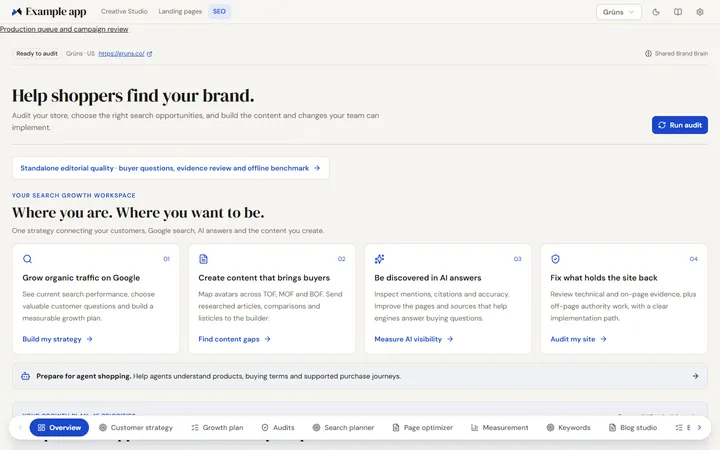 Example app
Creative Studio
Landing pages
SEO
Grüns
Production queue and campaign review
Ready to audit
Grüns · US
https://gruns.co/
Shared Brand Brain
Help shoppers find your brand.
Audit your store, choose the right search opportunities, and build the content and changes your team can
implement.
Run audit
Standalone editorial quality · buyer questions, evidence review and offline benchmark
YOUR SEARCH GROWTH WORKSPACE
Where you are. Where you want to be.
One strategy connecting your customers, Google search, AI answers and the content you create.
01
Grow organic traffic on Google
See current search performance, choose
valuable customer questions and build a
measurable growth plan.
Build my strategy
02
Create content that brings buyers
Map avatars across TOF, MOF and BOF. Send
researched articles, comparisons and
listicles to the builder.
Find content gaps
03
Be discovered in AI answers
Inspect mentions, citations and accuracy.
Improve the pages and sources that help
engines answer buying questions.
Measure AI visibility
04
Fix what holds the site back
Review technical and on-page evidence, plus
off-page authority work, with a clear
implementation path.
Audit my site
Prepare for agent shopping. Help agents understand products, buying terms and supported purchase journeys.
Overview
Customer strategy
Growth plan
Audits
Search planner
Page optimizer
Measurement
Keywords
Blog studio